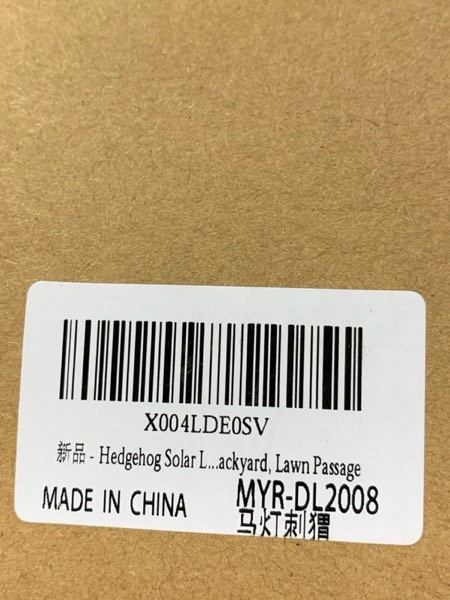 X004LDE0SV
新品 - Hedgehog Solar L...ackyard, Lawn Passage
MADE IN CHINA
MYR-DL2008
马灯刺猬